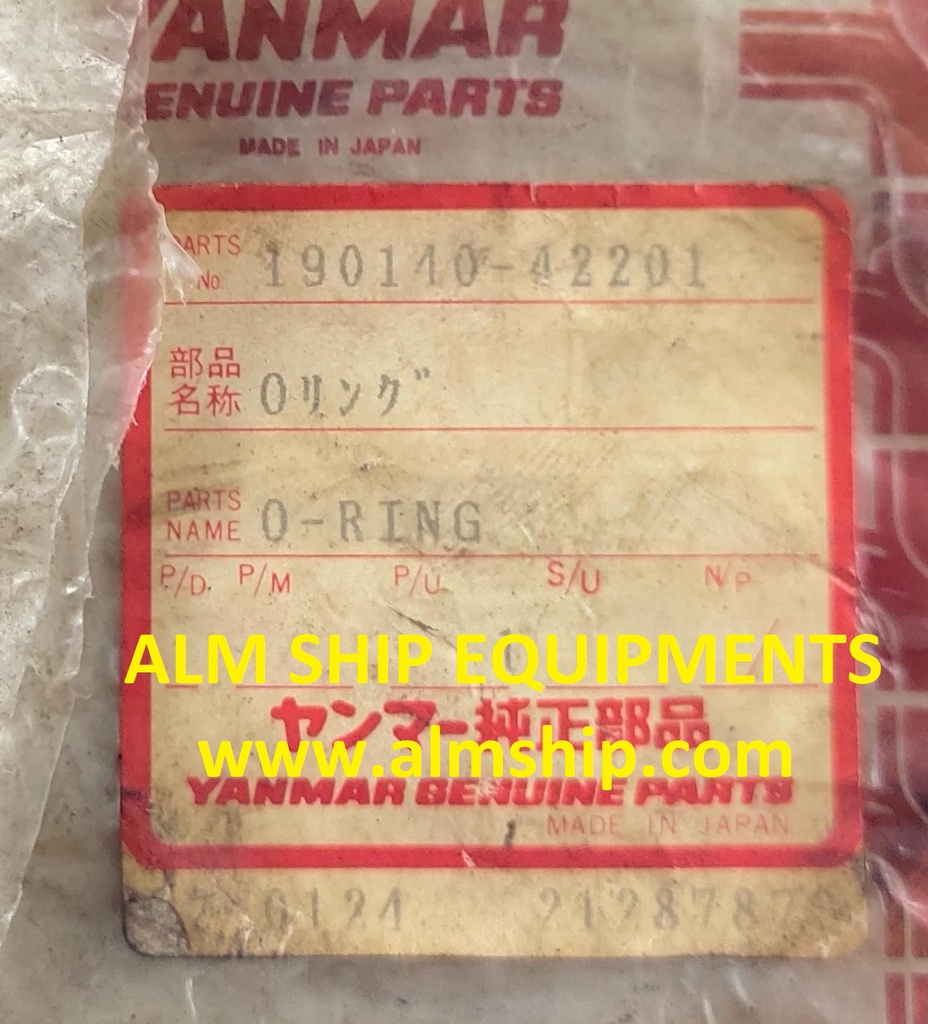 YANMAR
GENUINE PARTS
MADE IN JAPAN
PARTS No. 190140-42201
部品名称 Oリング
PARTS NAME O-RING
P/D. P/M P/U S/U N/P
ALM SHIP EQUIPMENTS
ヤンマー純正部品
www.almship.com
YANMAR GENUINE PARTS
MADE IN JAPAN
0124 2128787